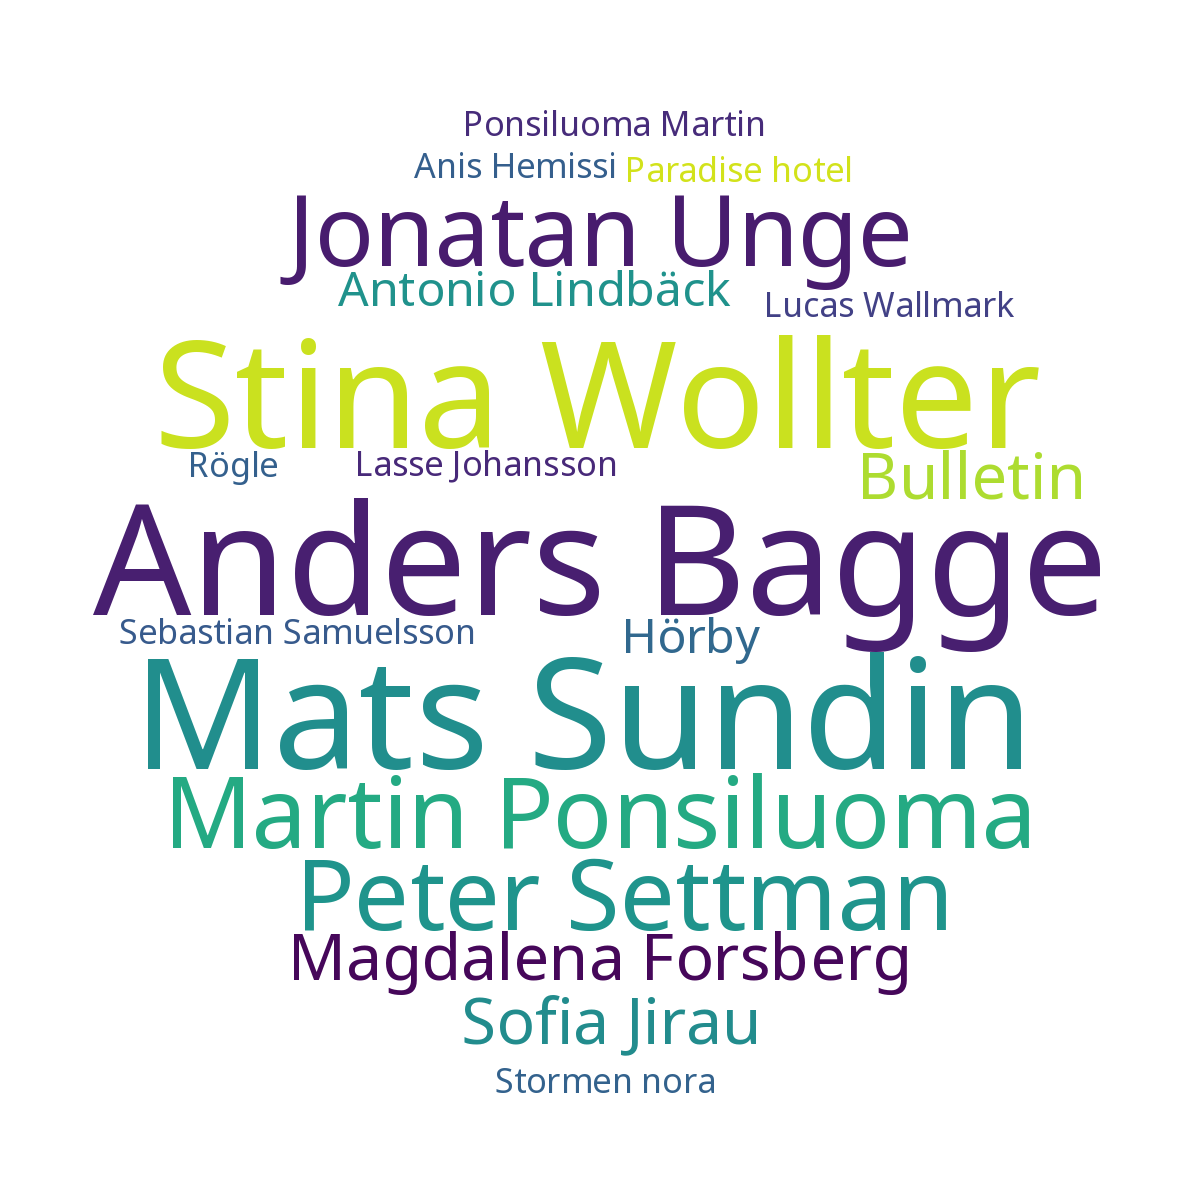 Ponsiluoma Martin
Anis Hemissi Paradise hotel
Jonatan Unge
Antonio Lindbäck
Lucas Wallmark
Stina Wollter
Rögle
Lasse Johansson
Bulletin
Anders Bagge
Sebastian Samuelsson
Hörby
Mats Sundin
Martin Ponsiluoma
Peter Settman
Magdalena Forsberg
Sofia Jirau
Stormen nora